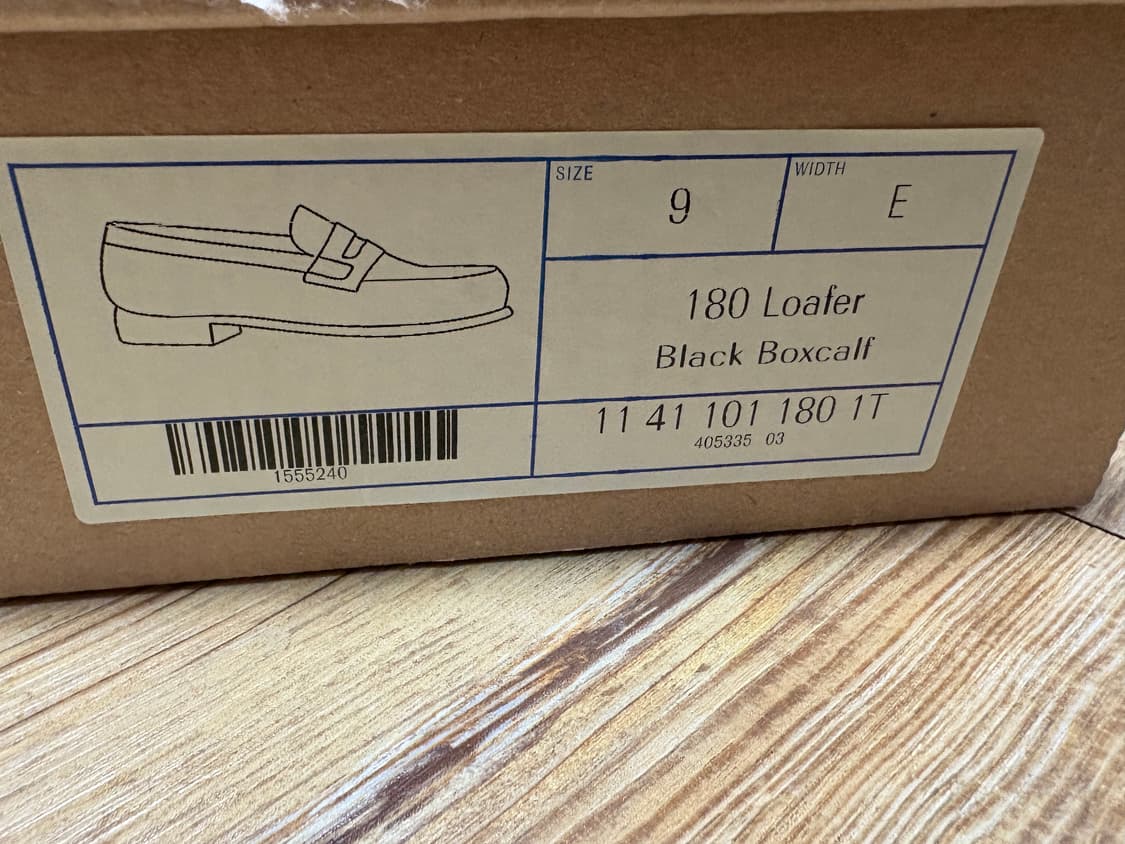 SIZE
9
WIDTH
E
180 Loafer
Black Boxcalf
11 41 101 180 1T
405335 03
1555240